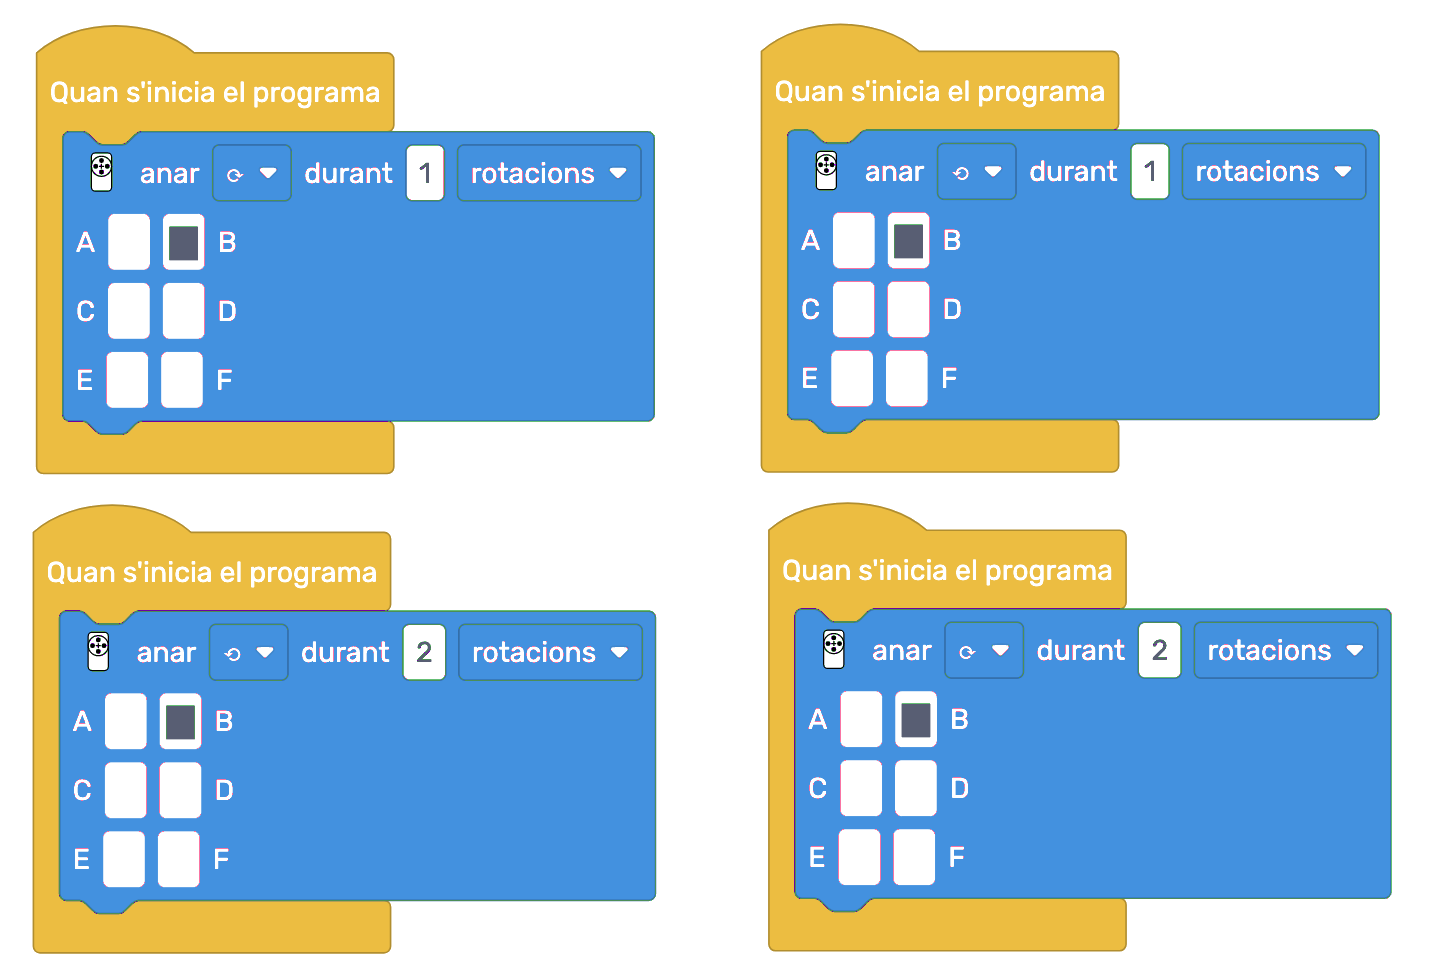 Quan s'inicia el programa
anar ⟳ durant 1 rotacions
A B
C D
E F
Quan s'inicia el programa
anar ⟲ durant 1 rotacions
A B
C D
E F
Quan s'inicia el programa
anar ⟲ durant 2 rotacions
A B
C D
E F
Quan s'inicia el programa
anar ⟳ durant 2 rotacions
A B
C D
E F